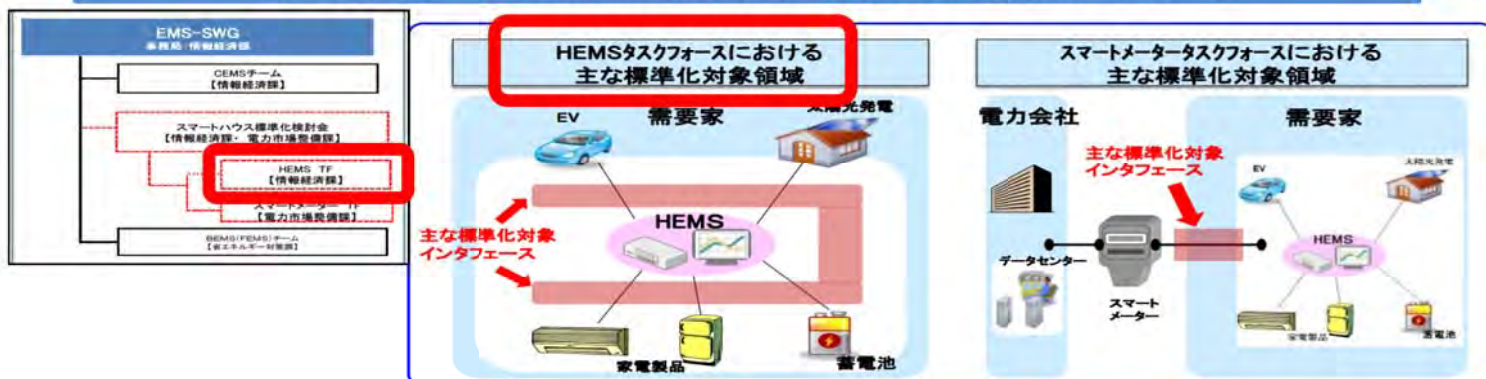 EMS-SWG
事務局:情報経済課
CEMSチーム
【情報経済課】
スマートハウス標準化検討会
【情報経済課・ 電力市場整備課】
HEMS TF
【情報経済課】
スマートメーター TF
【電力市場整備課】
BEMS(FEMS)チーム
【省エネルギー対策課】
HEMSタスクフォースにおける
主な標準化対象領域
需要家
EV
太陽光発電
HEMS
主な標準化対象
インタフェース
家電製品
蓄電池
スマートメータータスクフォースにおける
主な標準化対象領域
電力会社
需要家
主な標準化対象
インタフェース
EV
太陽光発電
HEMS
データセンター
スマート
メーター
家電製品
蓄電池